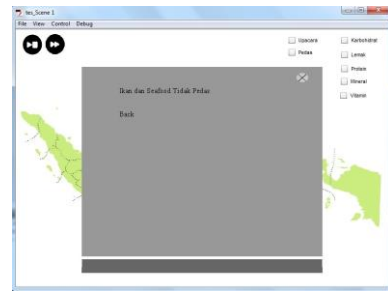 tes_Scene 1
File View Control Debug
Upacara
Pedas
Karbohidrat
Lemak
Protein
Mineral
Vitamin
Ikan dan Seafood Tidak Pedas
Back